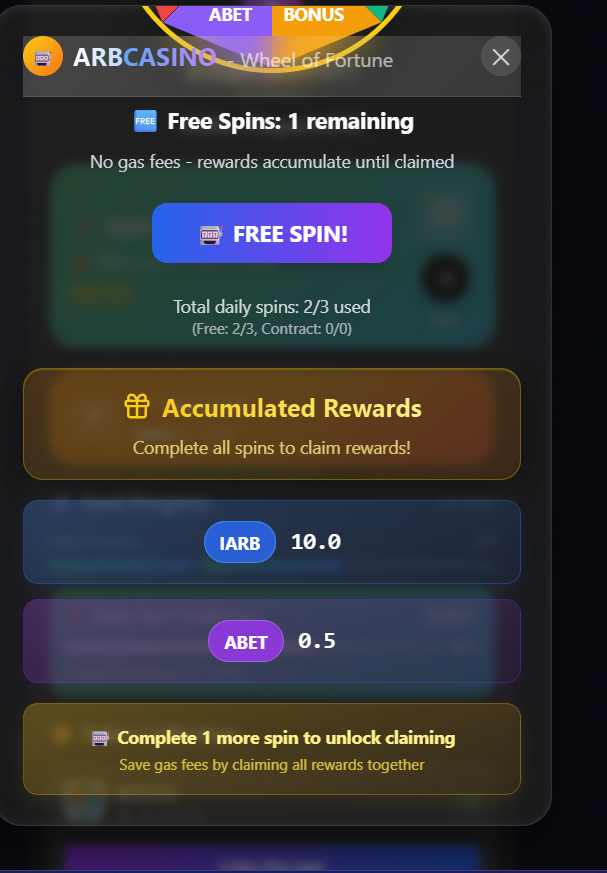 ABET BONUS
ARBCASINO - Wheel of Fortune
FREE Free Spins: 1 remaining
No gas fees - rewards accumulate until claimed
FREE SPIN!
Total daily spins: 2/3 used
(Free: 2/3, Contract: 0/0)
Accumulated Rewards
Complete all spins to claim rewards!
IARB 10.0
ABET 0.5
Complete 1 more spin to unlock claiming
Save gas fees by claiming all rewards together